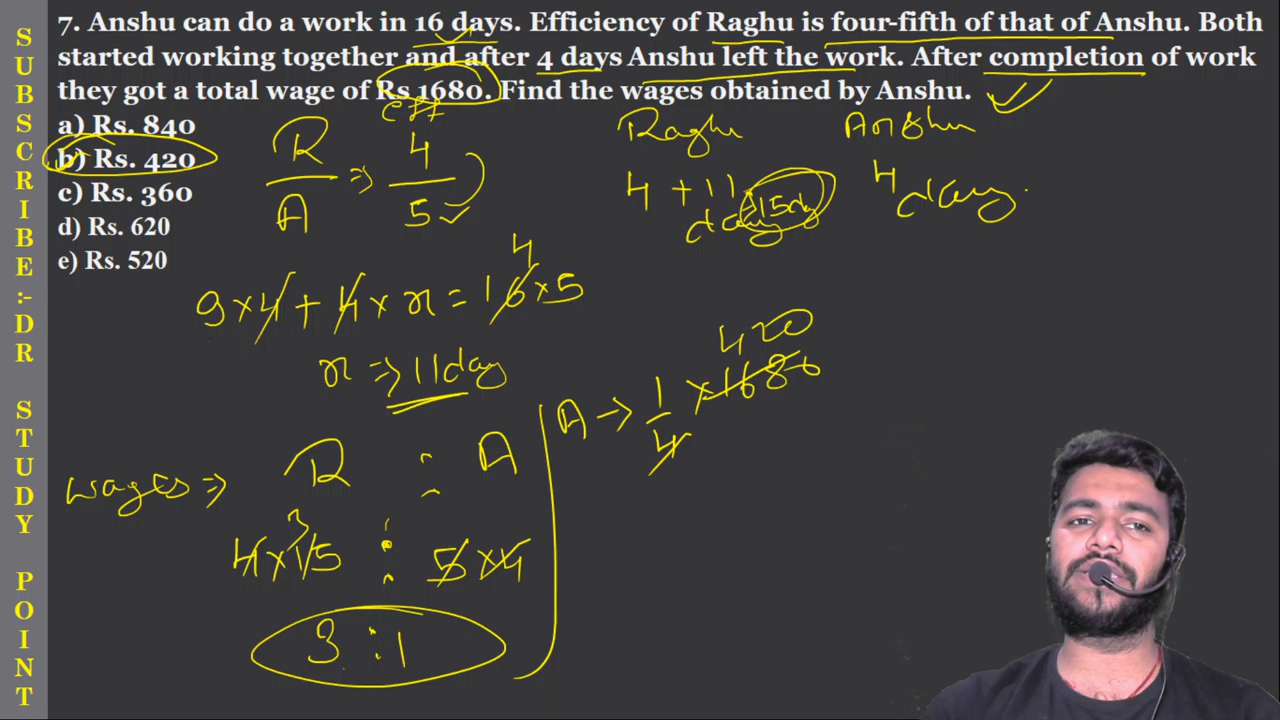 SUBSCRIBE:-DR STUDY POINT
7. Anshu can do a work in 16 days. Efficiency of Raghu is four-fifth of that of Anshu. Both
started working together and after 4 days Anshu left the work. After completion of work
they got a total wage of Rs 1680. Find the wages obtained by Anshu.
a) Rs. 840
b) Rs. 420
c) Rs. 360
d) Rs. 620
e) Rs. 520
eff
R/A ⇒ 4/5
Raghu Anshu
4 + 11 day 15 day 4 day
4
9×4 + 4×x = 16×5
x ⇒ 11 day
wages ⇒ R : A
3
4×15 : 5×4
3 : 1
420
A → 1/4 ×1680